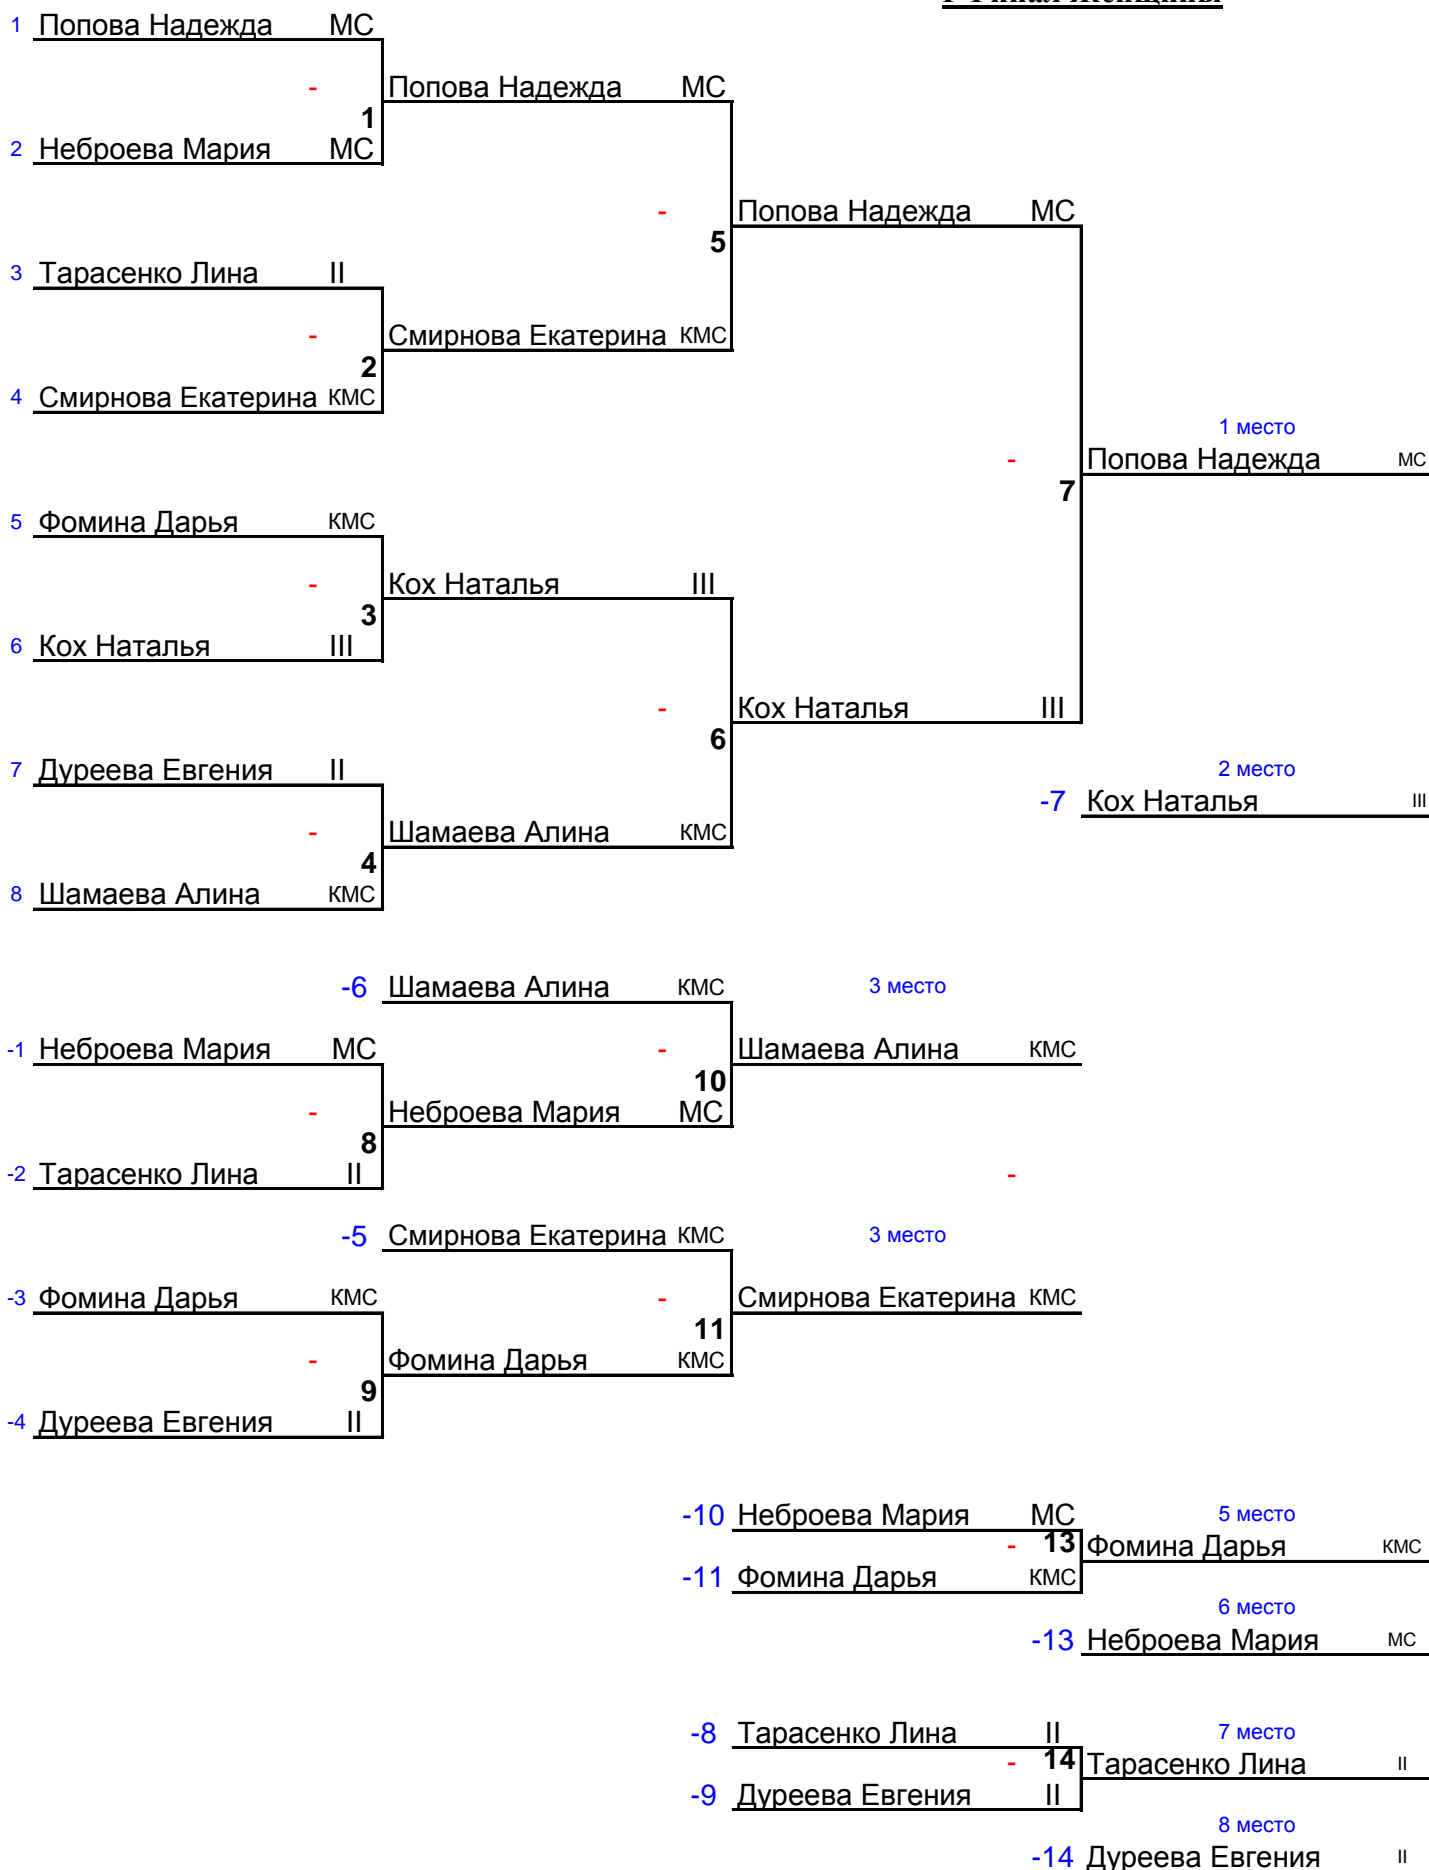 1 Попова Надежда МС
- Попова Надежда МС
1
2 Неброева Мария МС
- Попова Надежда МС
5
3 Тарасенко Лина II
- Смирнова Екатерина КМС
2
4 Смирнова Екатерина КМС
1 место
- Попова Надежда МС
7
5 Фомина Дарья КМС
- Кох Наталья III
3
6 Кох Наталья III
- Кох Наталья III
6
7 Дуреева Евгения II
2 место
-7 Кох Наталья III
- Шамаева Алина КМС
4
8 Шамаева Алина КМС
-6 Шамаева Алина КМС 3 место
-1 Неброева Мария МС - Шамаева Алина КМС
10
- Неброева Мария МС
8
-2 Тарасенко Лина II -
-5 Смирнова Екатерина КМС 3 место
-3 Фомина Дарья КМС - Смирнова Екатерина КМС
11
- Фомина Дарья КМС
9
-4 Дуреева Евгения II
-10 Неброева Мария МС 5 место
- 13 Фомина Дарья КМС
-11 Фомина Дарья КМС
6 место
-13 Неброева Мария МС
-8 Тарасенко Лина II 7 место
- 14 Тарасенко Лина II
-9 Дуреева Евгения II
8 место
-14 Дуреева Евгения II